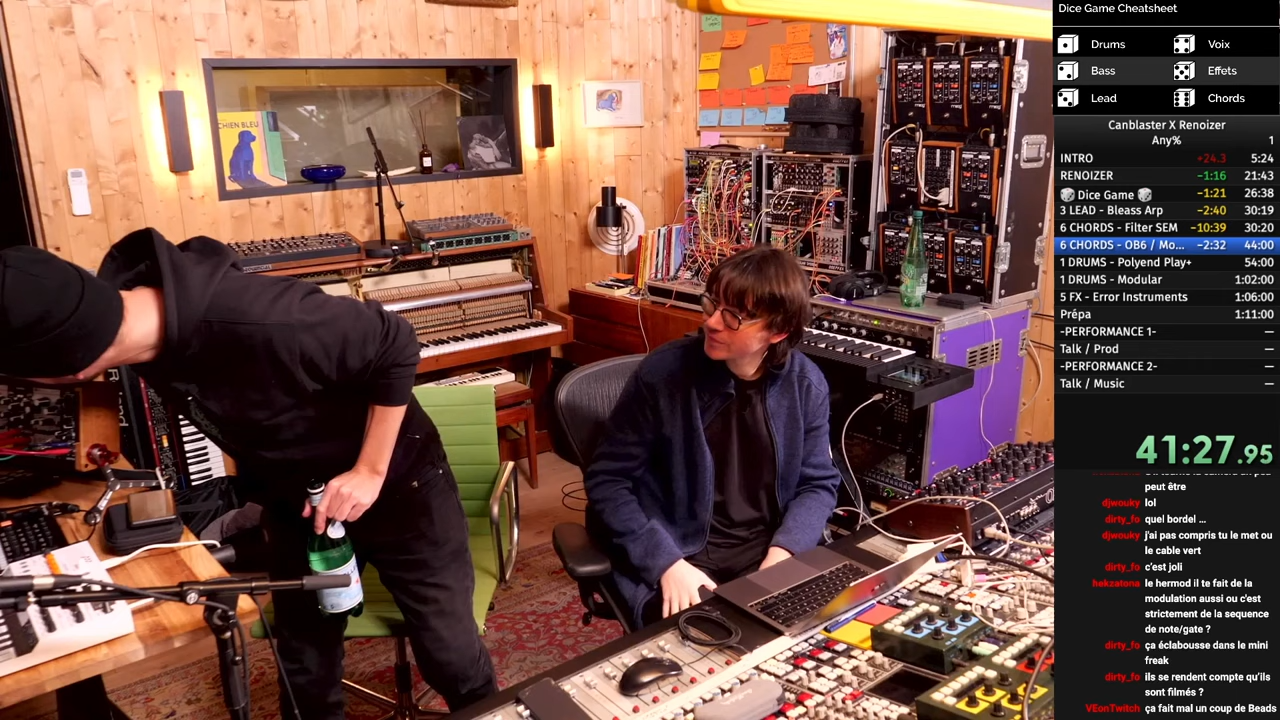 Dice Game Cheatsheet
Drums
Voix
Bass
Effets
Lead
Chords
Canblaster X Renoizer
Any% 1
INTRO +24.3 5:24
RENOIZER −1:16 21:43
🎲 Dice Game 🎲 −1:21 26:38
3 LEAD - Bleass Arp −2:40 30:19
6 CHORDS - Filter SEM −10:39 30:20
6 CHORDS - OB6 / Mo... −2:32 44:00
1 DRUMS - Polyend Play+ 54:00
1 DRUMS - Modular 1:02:00
5 FX - Error Instruments 1:06:00
Prépa 1:11:00
-PERFORMANCE 1- —
Talk / Prod —
-PERFORMANCE 2- —
Talk / Music —
41:27.95
peut être
djwouky lol
dirty_fo quel bordel ...
djwouky j'ai pas compris tu le met ou
le cable vert
dirty_fo c'est joli
hekzatona le hermod il te fait de la
modulation aussi ou c'est
strictement de la sequence
de note/gate ?
dirty_fo ça éclabousse dans le mini
freak
dirty_fo ils se rendent compte qu'ils
sont filmés ?
VEonTwitch ça fait mal un coup de Beads
CHIEN BLEU